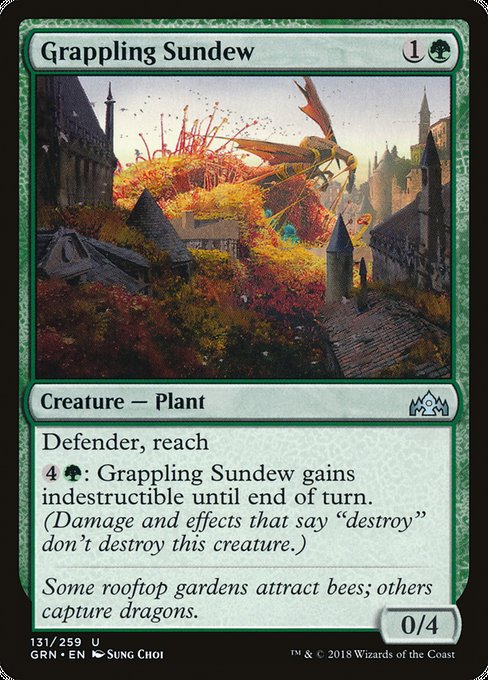 Grappling Sundew 1
Creature — Plant
Defender, reach
4: Grappling Sundew gains
indestructible until end of turn.
(Damage and effects that say “destroy”
don’t destroy this creature.)
Some rooftop gardens attract bees; others
capture dragons.
0/4
131/259 U
GRN • EN Sung Choi
™ & © 2018 Wizards of the Coast